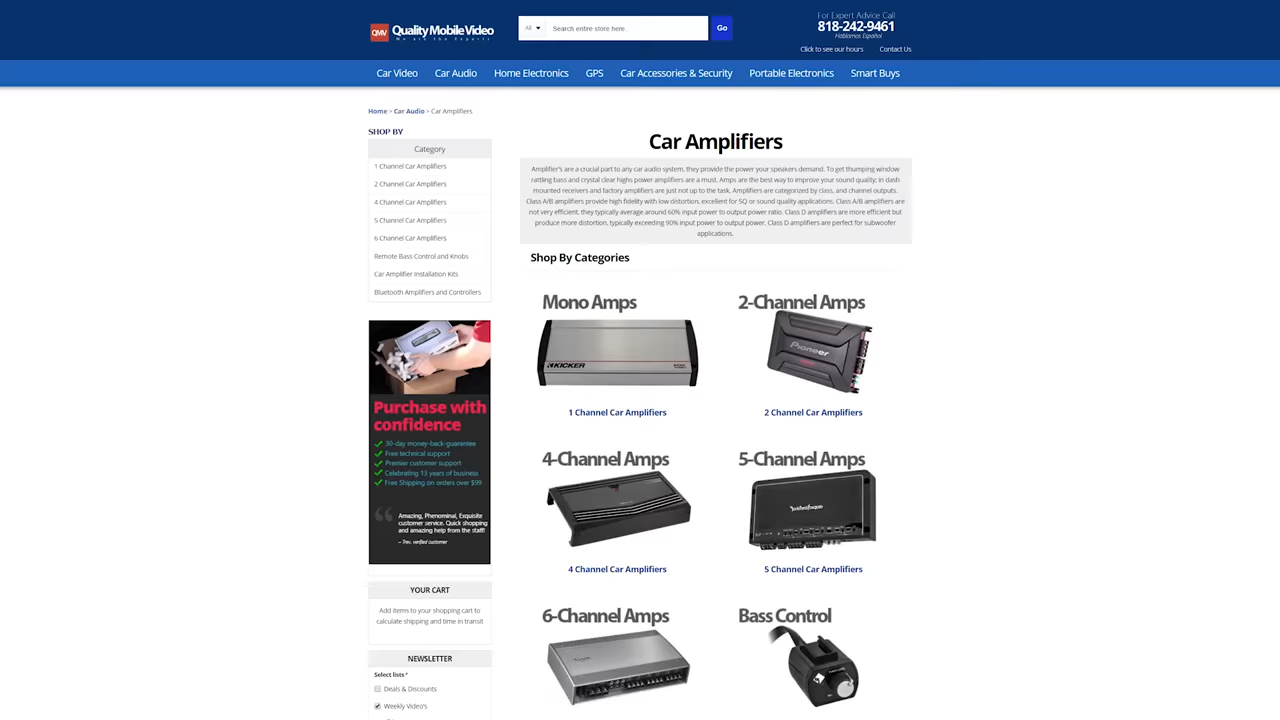 For Expert Advice Call
QMV Quality Mobile Video
We are the Experts
All
Search entire store here..
Go
818-242-9461
Hablamos Español
Click to see our hours
Contact Us
Car Video
Car Audio
Home Electronics
GPS
Car Accessories & Security
Portable Electronics
Smart Buys
Home > Car Audio > Car Amplifiers
SHOP BY
Category
1 Channel Car Amplifiers
2 Channel Car Amplifiers
4 Channel Car Amplifiers
5 Channel Car Amplifiers
6 Channel Car Amplifiers
Remote Bass Control and Knobs
Car Amplifier Installation Kits
Bluetooth Amplifiers and Controllers
Purchase with
confidence
30-day money-back-guarantee
Free technical support
Premier customer support
Celebrating 13 years of business
Free Shipping on orders over $99
Amazing, Phenominal, Exquisite
customer service. Quick shopping
and amazing help from the staff!
– Trev. verified customer
YOUR CART
Add items to your shopping cart to
calculate shipping and time in transit
NEWSLETTER
Select lists*
Deals & Discounts
Weekly Video's
Car Amplifiers
Amplifier's are a crucial part to any car audio system, they provide the power your speakers demand. To get thumping window
rattling bass and crystal clear highs power amplifiers are a must. Amps are the best way to improve your sound quality; in dash
mounted receivers and factory amplifiers are just not up to the task. Amplifiers are categorized by class, and channel outputs.
Class A/B amplifiers provide high fidelity with low distortion, excellent for SQ or sound quality applications. Class A/B amplifiers are
not very efficient, they typically average around 60% input power to output power ratio. Class D amplifiers are more efficient but
produce more distortion, typically exceeding 90% input power to output power. Class D amplifiers are perfect for subwoofer
applications.
Shop By Categories
Mono Amps
KICKER
1 Channel Car Amplifiers
2-Channel Amps
Pioneer
2 Channel Car Amplifiers
4-Channel Amps
4 Channel Car Amplifiers
5-Channel Amps
Rockford Fosgate
5 Channel Car Amplifiers
6-Channel Amps
Bass Control